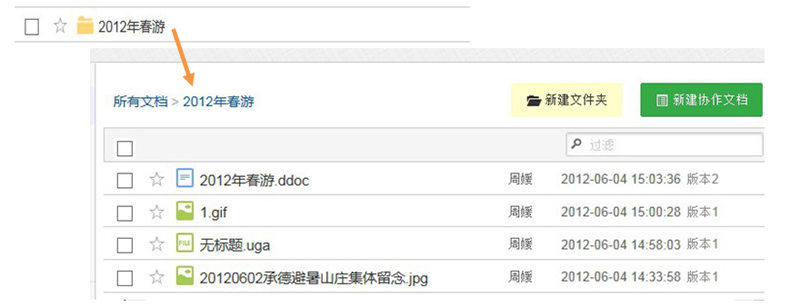 2012年春游
所有文档 > 2012年春游 新建文件夹 新建协作文档
过滤
2012年春游.ddoc 周媛 2012-06-04 15:03:36 版本2
1.gif 周媛 2012-06-04 15:00:28 版本1
FILE 无标题.uga 周媛 2012-06-04 14:58:03 版本1
20120602承德避暑山庄集体留念.jpg 周媛 2012-06-04 14:33:58 版本1